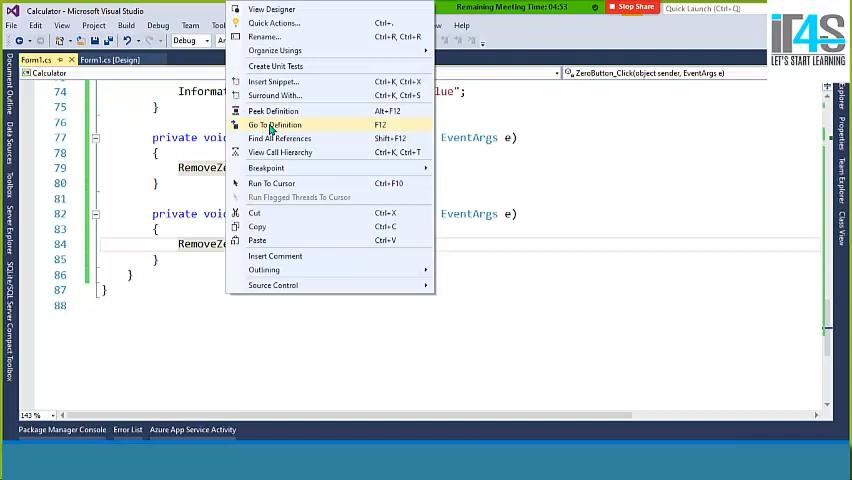 Calculator - Microsoft Visual Studio
Remaining Meeting Time: 04:53
Stop Share
Quick Launch (Ctrl+Q)
IT4S
LET'S START LEARNING
File Edit View Project Build Debug Team
Help
Debug
Form1.cs
Form1.cs [Design]
Calculator
ZeroButton_Click(object sender, EventArgs e)
View Designer
Quick Actions... Ctrl+.
Rename... Ctrl+R, Ctrl+R
Organize Usings
Create Unit Tests
Insert Snippet... Ctrl+K, Ctrl+X
Surround With... Ctrl+K, Ctrl+S
Peek Definition Alt+F12
Go To Definition F12
Find All References Shift+F12
View Call Hierarchy Ctrl+K, Ctrl+T
Breakpoint
Run To Cursor Ctrl+F10
Run Flagged Threads To Cursor
Cut Ctrl+X
Copy Ctrl+C
Paste Ctrl+V
Insert Comment
Outlining
Source Control
74 Informat
ue";
75 }
76
77 private voi
EventArgs e)
78 {
79 RemoveZe
80 }
81
82 private voi
EventArgs e)
83 {
84 RemoveZe
85 }
86 }
87 }
88
Document Outline
Data Sources
Toolbox
Server Explorer
SQLite/SQL Server Compact Toolbox
Explorer
Properties
Team Explorer
Class View
143 %
Package Manager Console Error List Azure App Service Activity